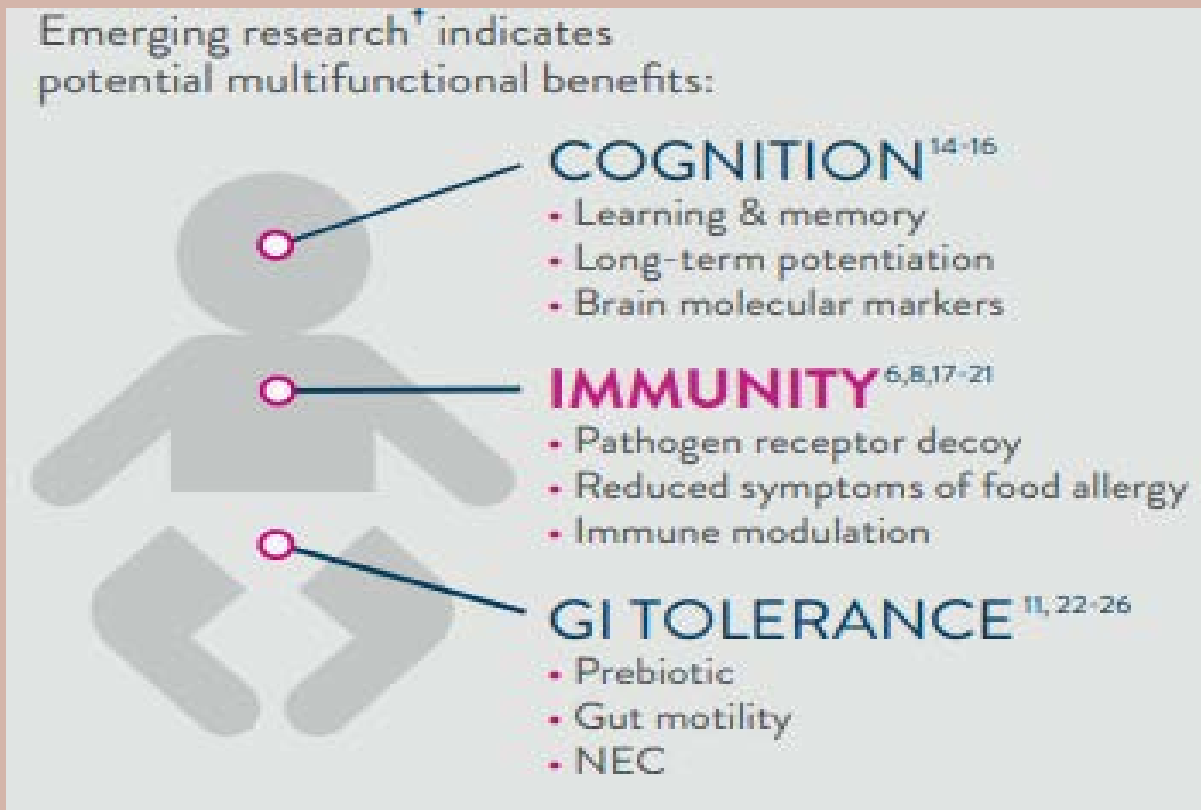 Emerging research† indicates
potential multifunctional benefits:
COGNITION14-16
• Learning & memory
• Long-term potentiation
• Brain molecular markers
IMMUNITY6,8,17-21
• Pathogen receptor decoy
• Reduced symptoms of food allergy
• Immune modulation
GI TOLERANCE11, 22-26
• Prebiotic
• Gut motility
• NEC